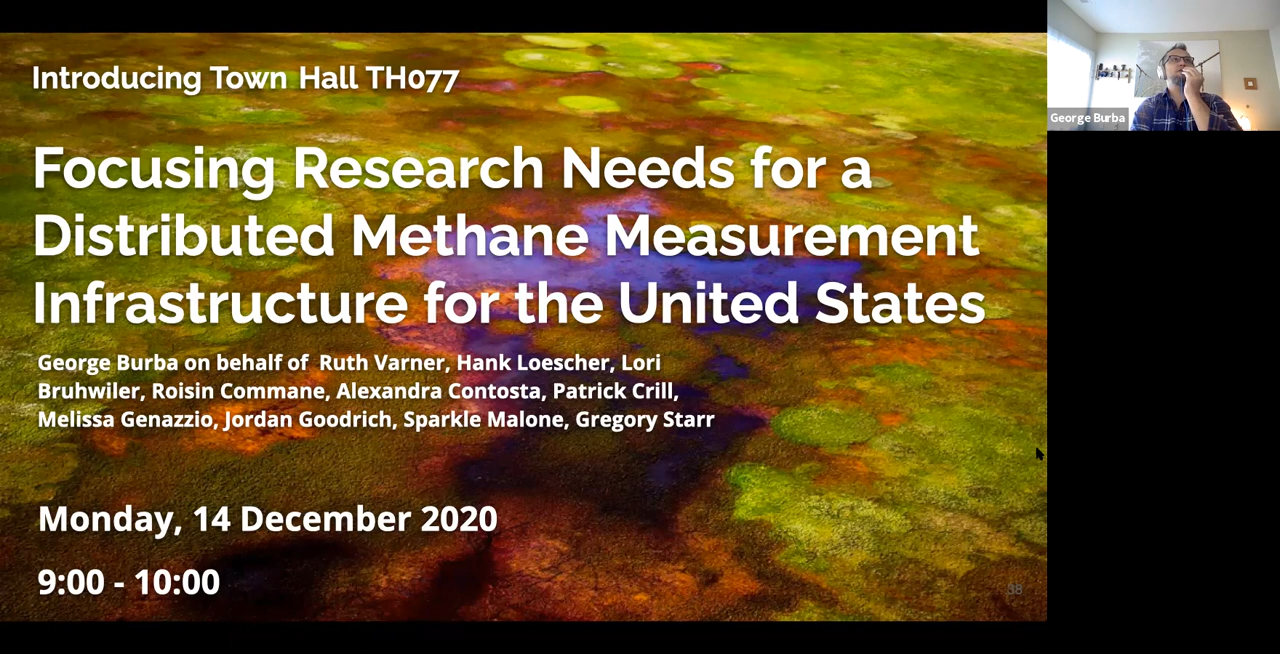 Introducing Town Hall TH077
Focusing Research Needs for a
Distributed Methane Measurement
Infrastructure for the United States
George Burba on behalf of  Ruth Varner, Hank Loescher, Lori
Bruhwiler, Roisin Commane, Alexandra Contosta, Patrick Crill,
Melissa Genazzio, Jordan Goodrich, Sparkle Malone, Gregory Starr
Monday, 14 December 2020
9:00 - 10:00
38
George Burba